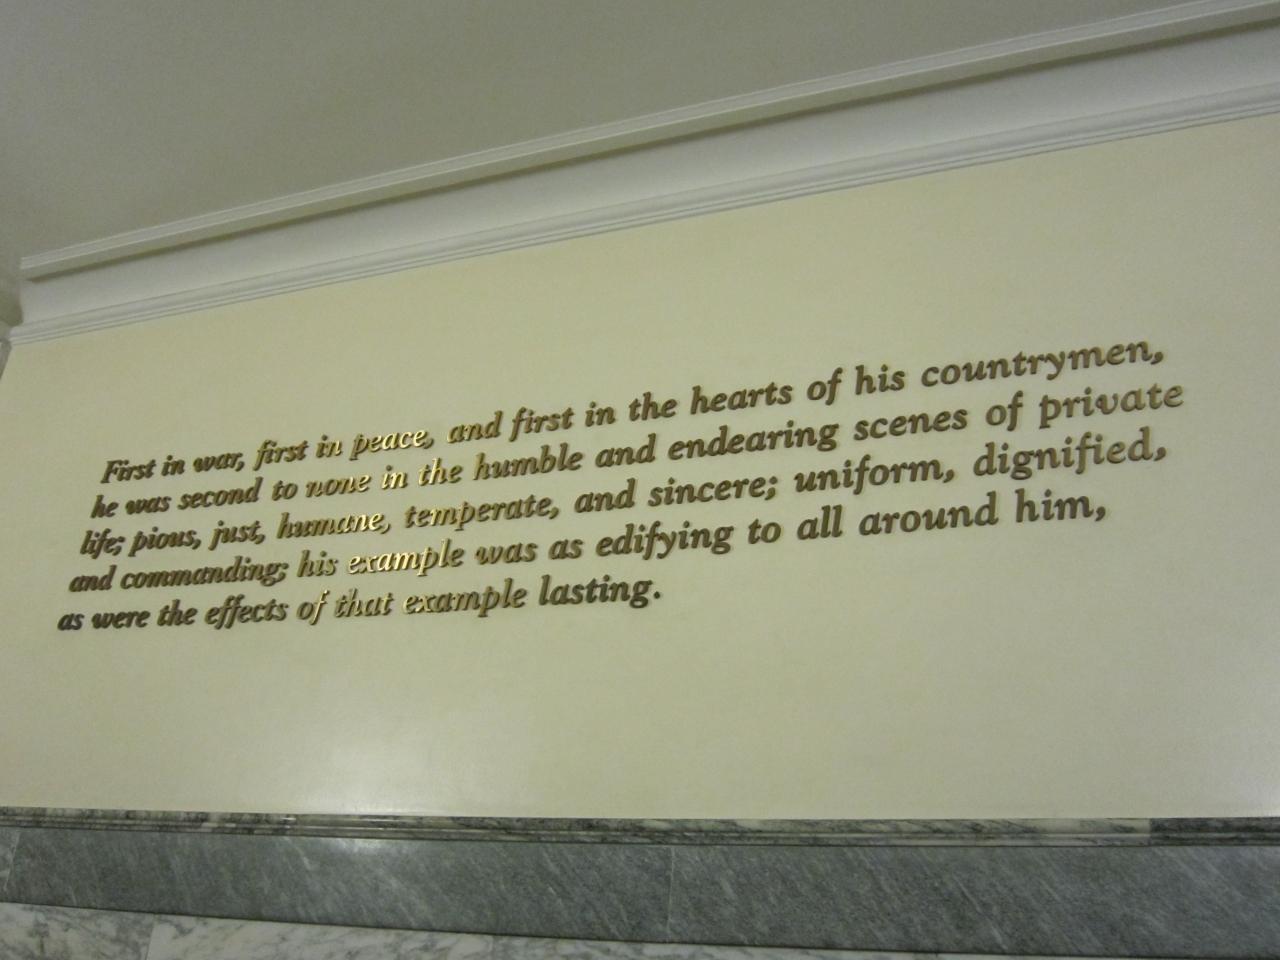 First in war, first in peace, and first in the hearts of his countrymen,
he was second to none in the humble and endearing scenes of private
life; pious, just, humane, temperate, and sincere; uniform, dignified,
and commanding; his example was as edifying to all around him,
as were the effects of that example lasting.